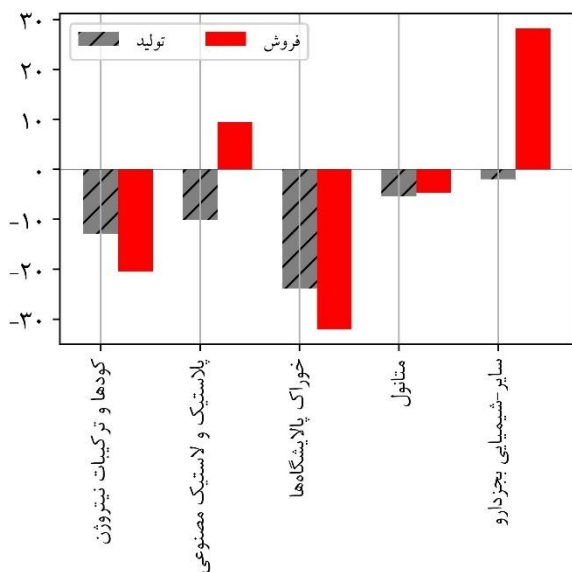 تولید
فروش
۳۰
۲۰
۱۰
۰
-۱۰
-۲۰
-۳۰
کودها و ترکیبات نیتروژن
پلاستیک و لاستیک مصنوعی
خوراک پالایشگاه‌ها
متانول
سایر-شیمیایی بجزدارو